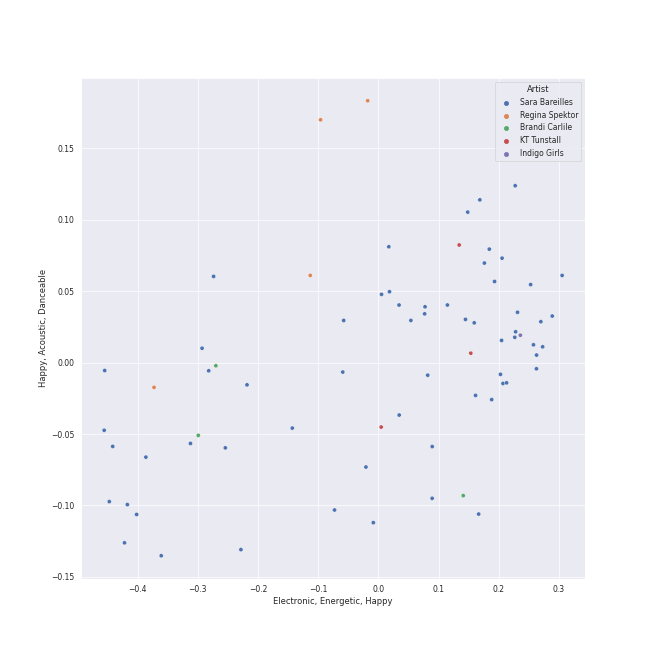 Artist
Sara Bareilles
Regina Spektor
Brandi Carlile
KT Tunstall
Indigo Girls
Happy, Acoustic, Danceable
0.15
0.10
0.05
0.00
−0.05
−0.10
−0.15
−0.4 −0.3 −0.2 −0.1 0.0 0.1 0.2 0.3
Electronic, Energetic, Happy